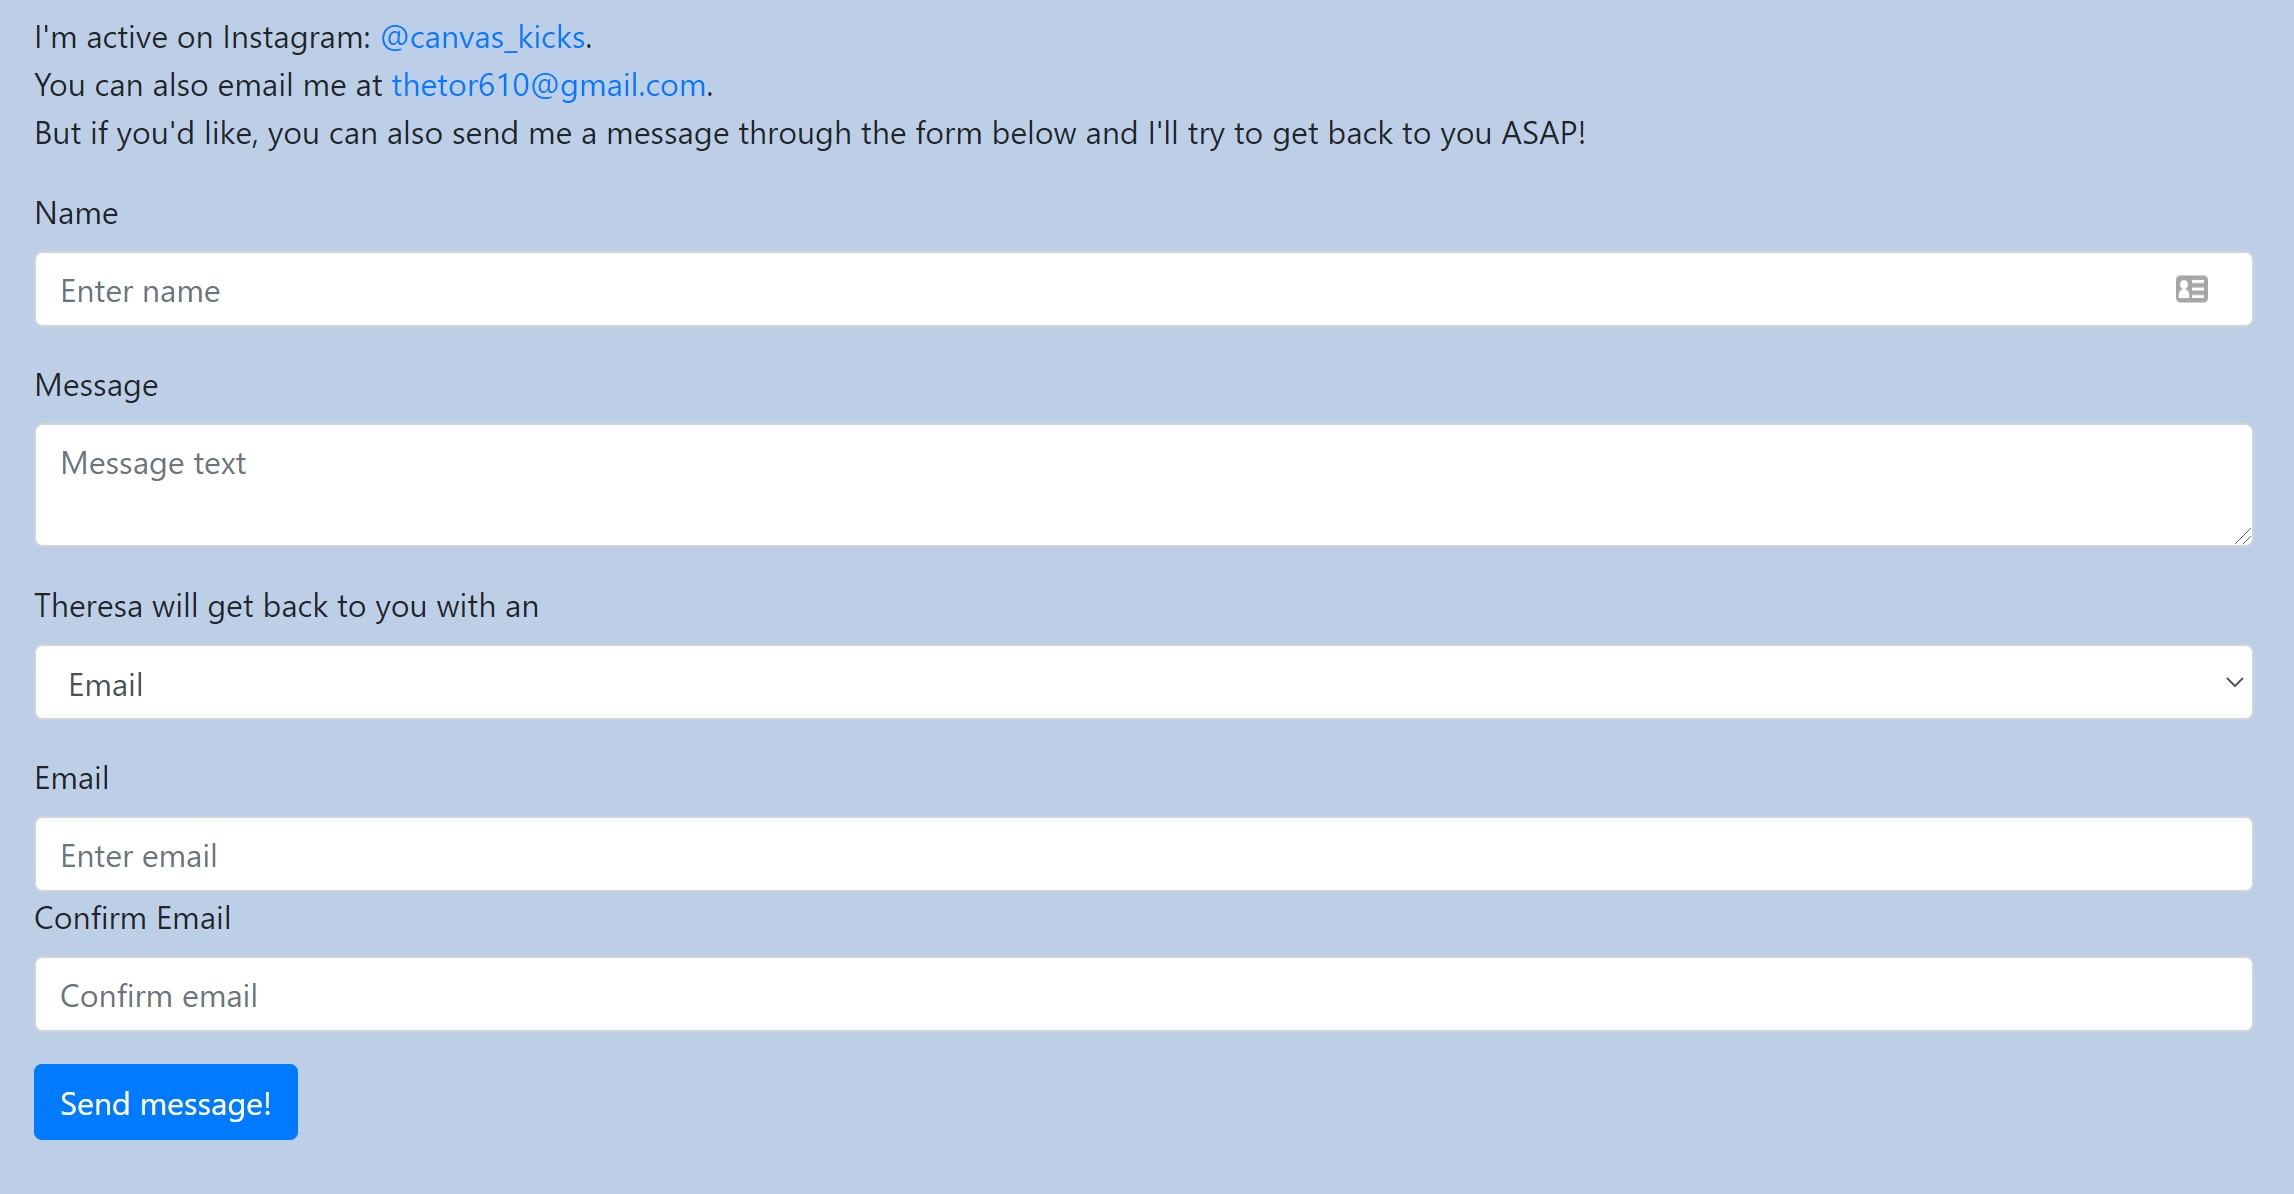 I'm active on Instagram: @canvas_kicks.
You can also email me at thetor610@gmail.com.
But if you'd like, you can also send me a message through the form below and I'll try to get back to you ASAP!
Name
Enter name
Message
Message text
Theresa will get back to you with an
Email
Email
Enter email
Confirm Email
Confirm email
Send message!